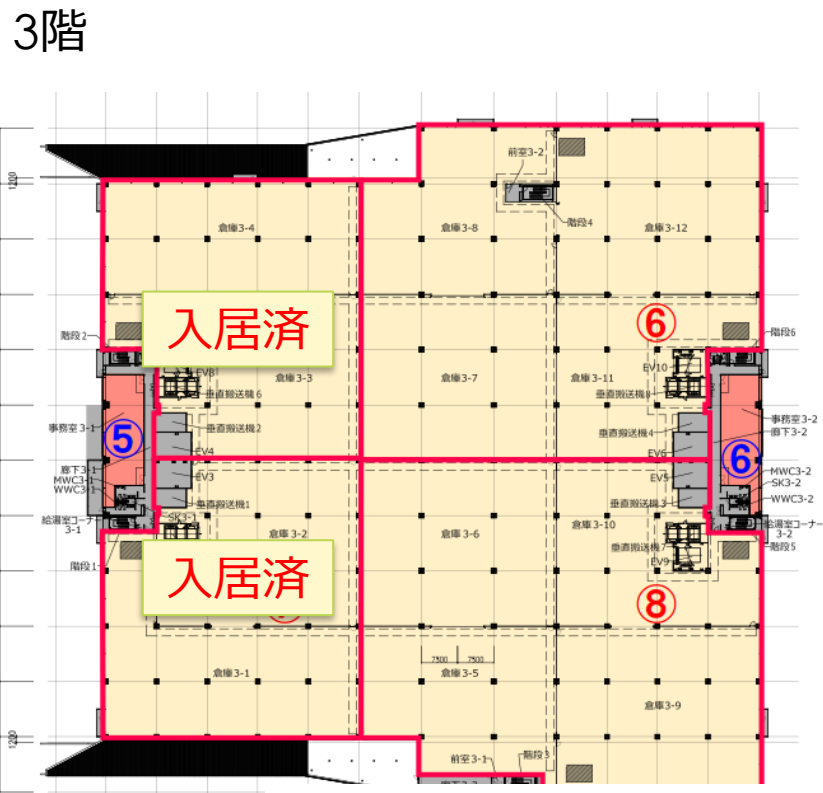 3階
1200
前室3-2
階段4
倉庫3-4
倉庫3-8
倉庫3-12
入居済
⑥
階段2
階段6
EV8
EV10
倉庫3-3
倉庫3-7
倉庫3-11
垂直搬送機6
垂直搬送機8
事務室3-1
⑤
垂直搬送機2
垂直搬送機4
事務室3-2
廊下3-2
EV4
EV6
⑥
廊下3-1
MWC3-1
WWC3-1
EV3
EV5
MWC3-2
SK3-2
WWC3-2
垂直搬送機1
垂直搬送機3
給湯室コーナー
3-1
SK3-1
倉庫3-2
倉庫3-6
倉庫3-10
給湯室コーナー
3-2
階段1
垂直搬送機7
階段5
EV9
入居済
⑧
7500
7500
倉庫3-1
倉庫3-5
倉庫3-9
1200
前室3-1
階段3